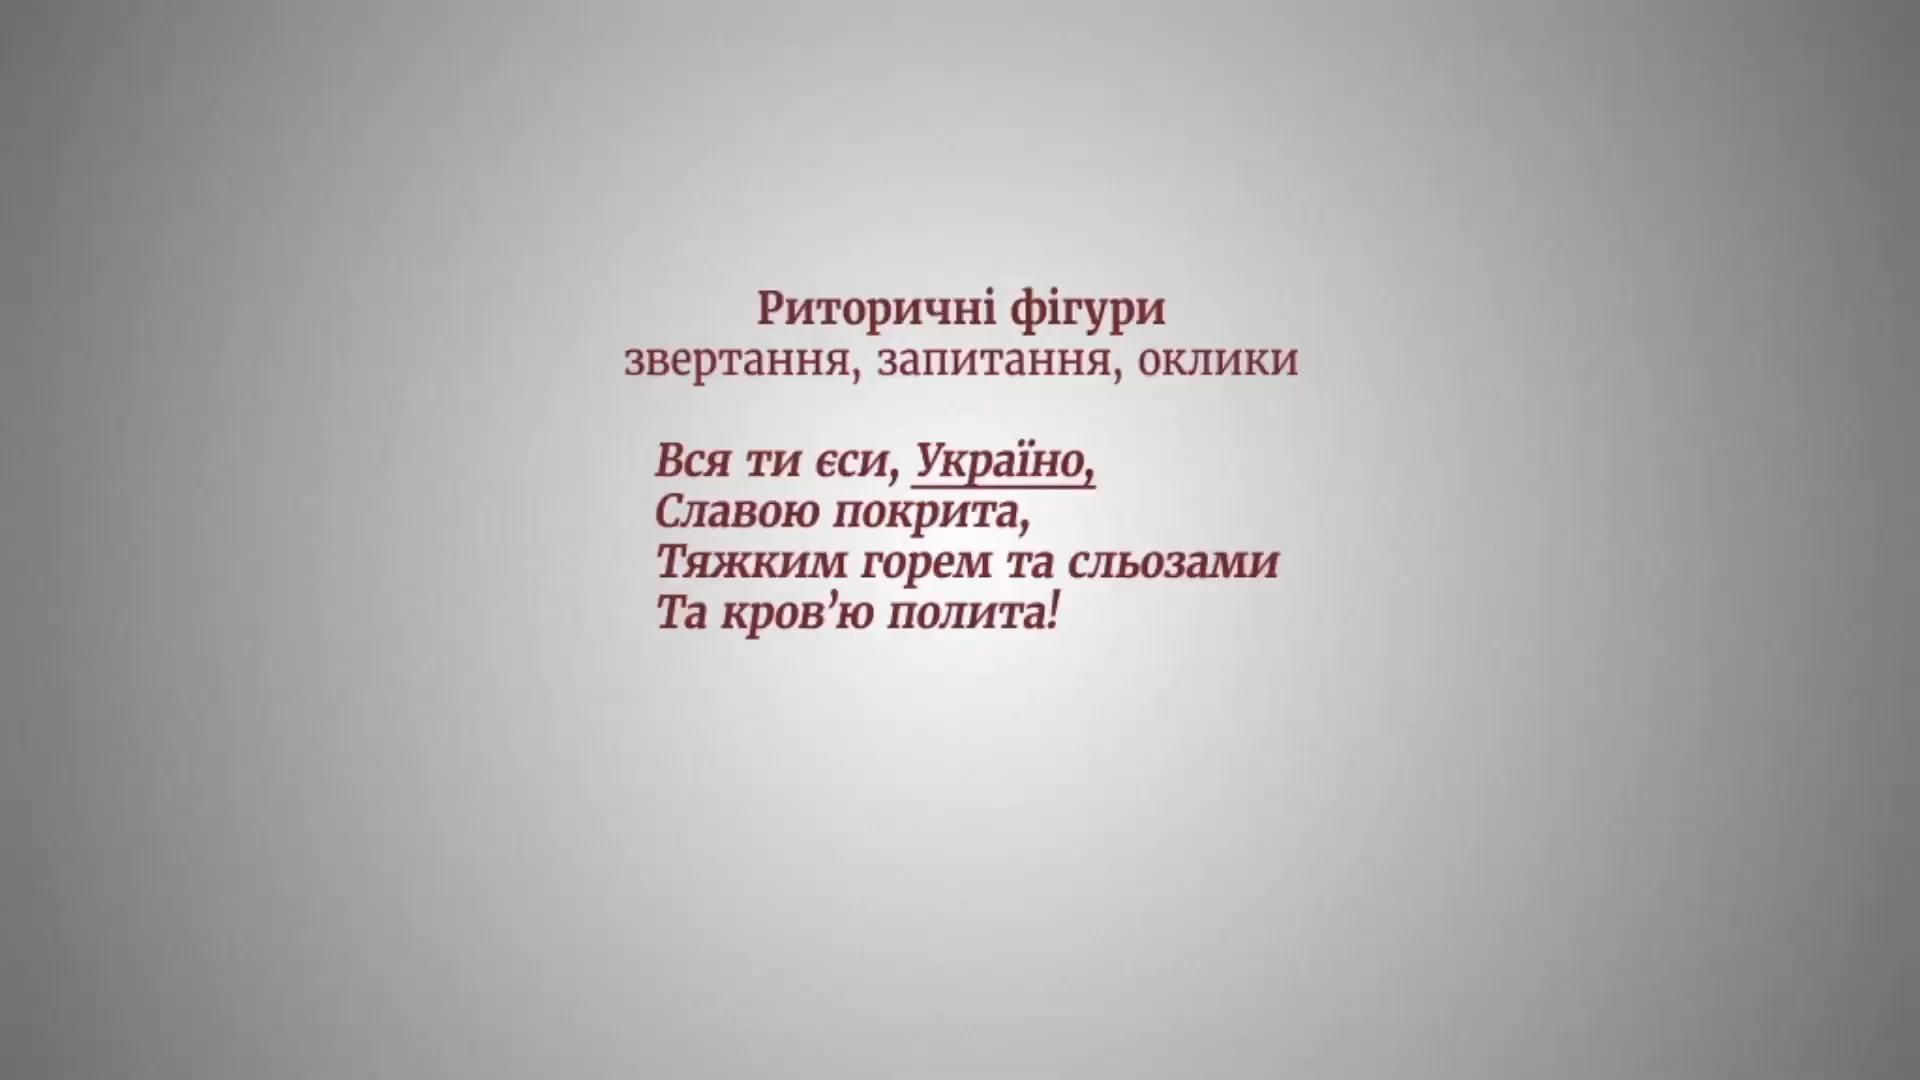 Риторичні фігури
звертання, запитання, оклики
Вся ти єси, Україно,
Славою покрита,
Тяжким горем та сльозами
Та кров’ю полита!